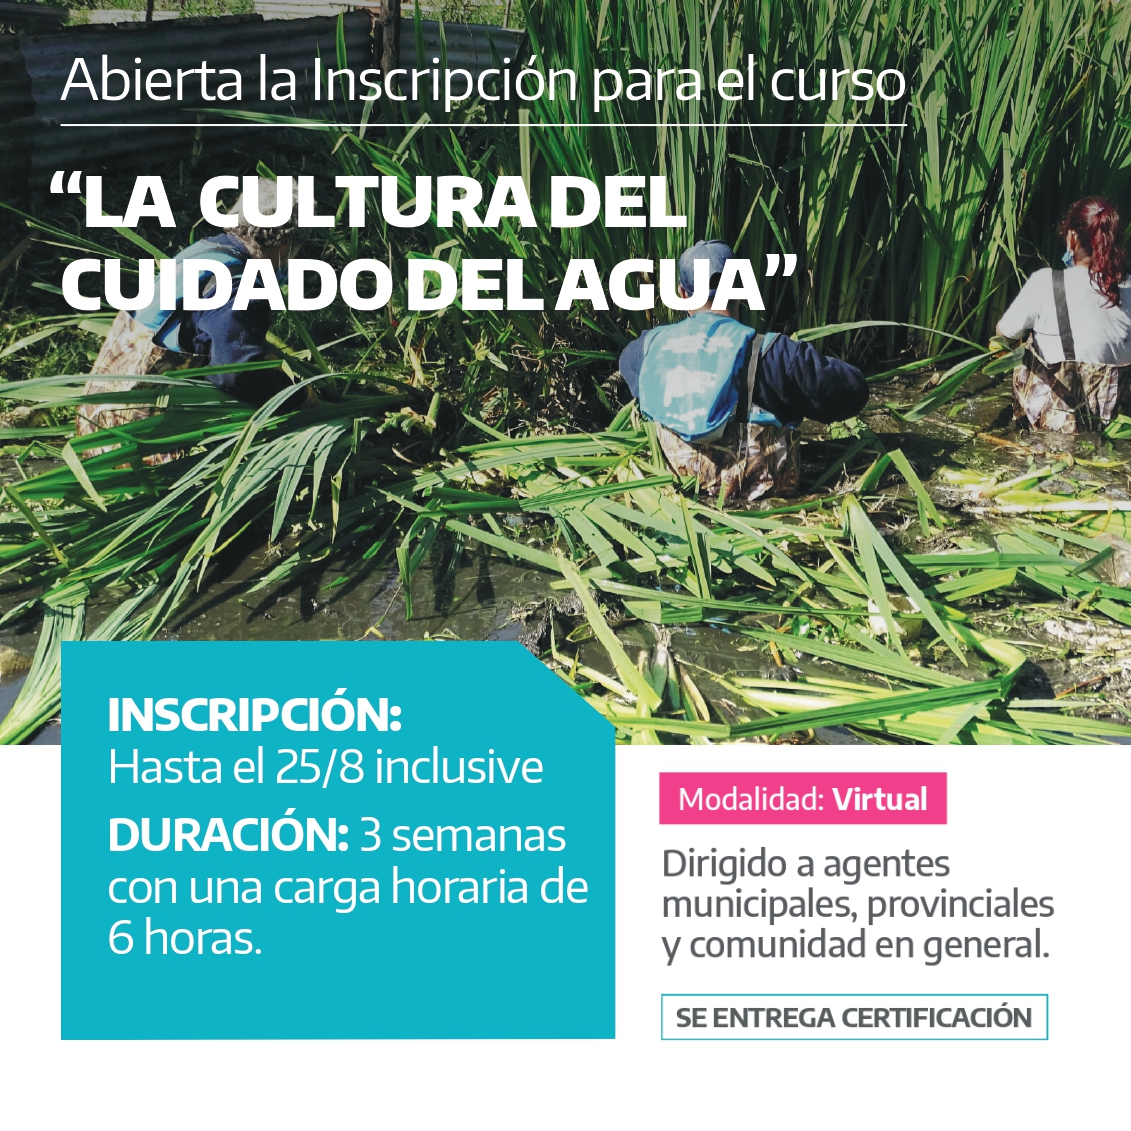 Abierta la Inscripción para el curso
“LA CULTURA DEL
CUIDADO DEL AGUA”
INSCRIPCIÓN:
Hasta el 25/8 inclusive
DURACIÓN: 3 semanas
con una carga horaria de
6 horas.
Modalidad: Virtual
Dirigido a agentes
municipales, provinciales
y comunidad en general.
SE ENTREGA CERTIFICACIÓN